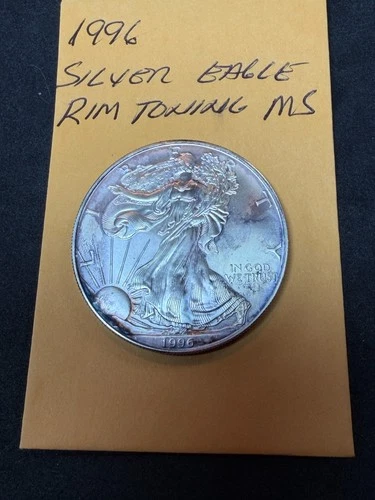 1996
SILVER EAGLE
RIM TONING MS
L I Y
IN GOD
WE TRUST
1996